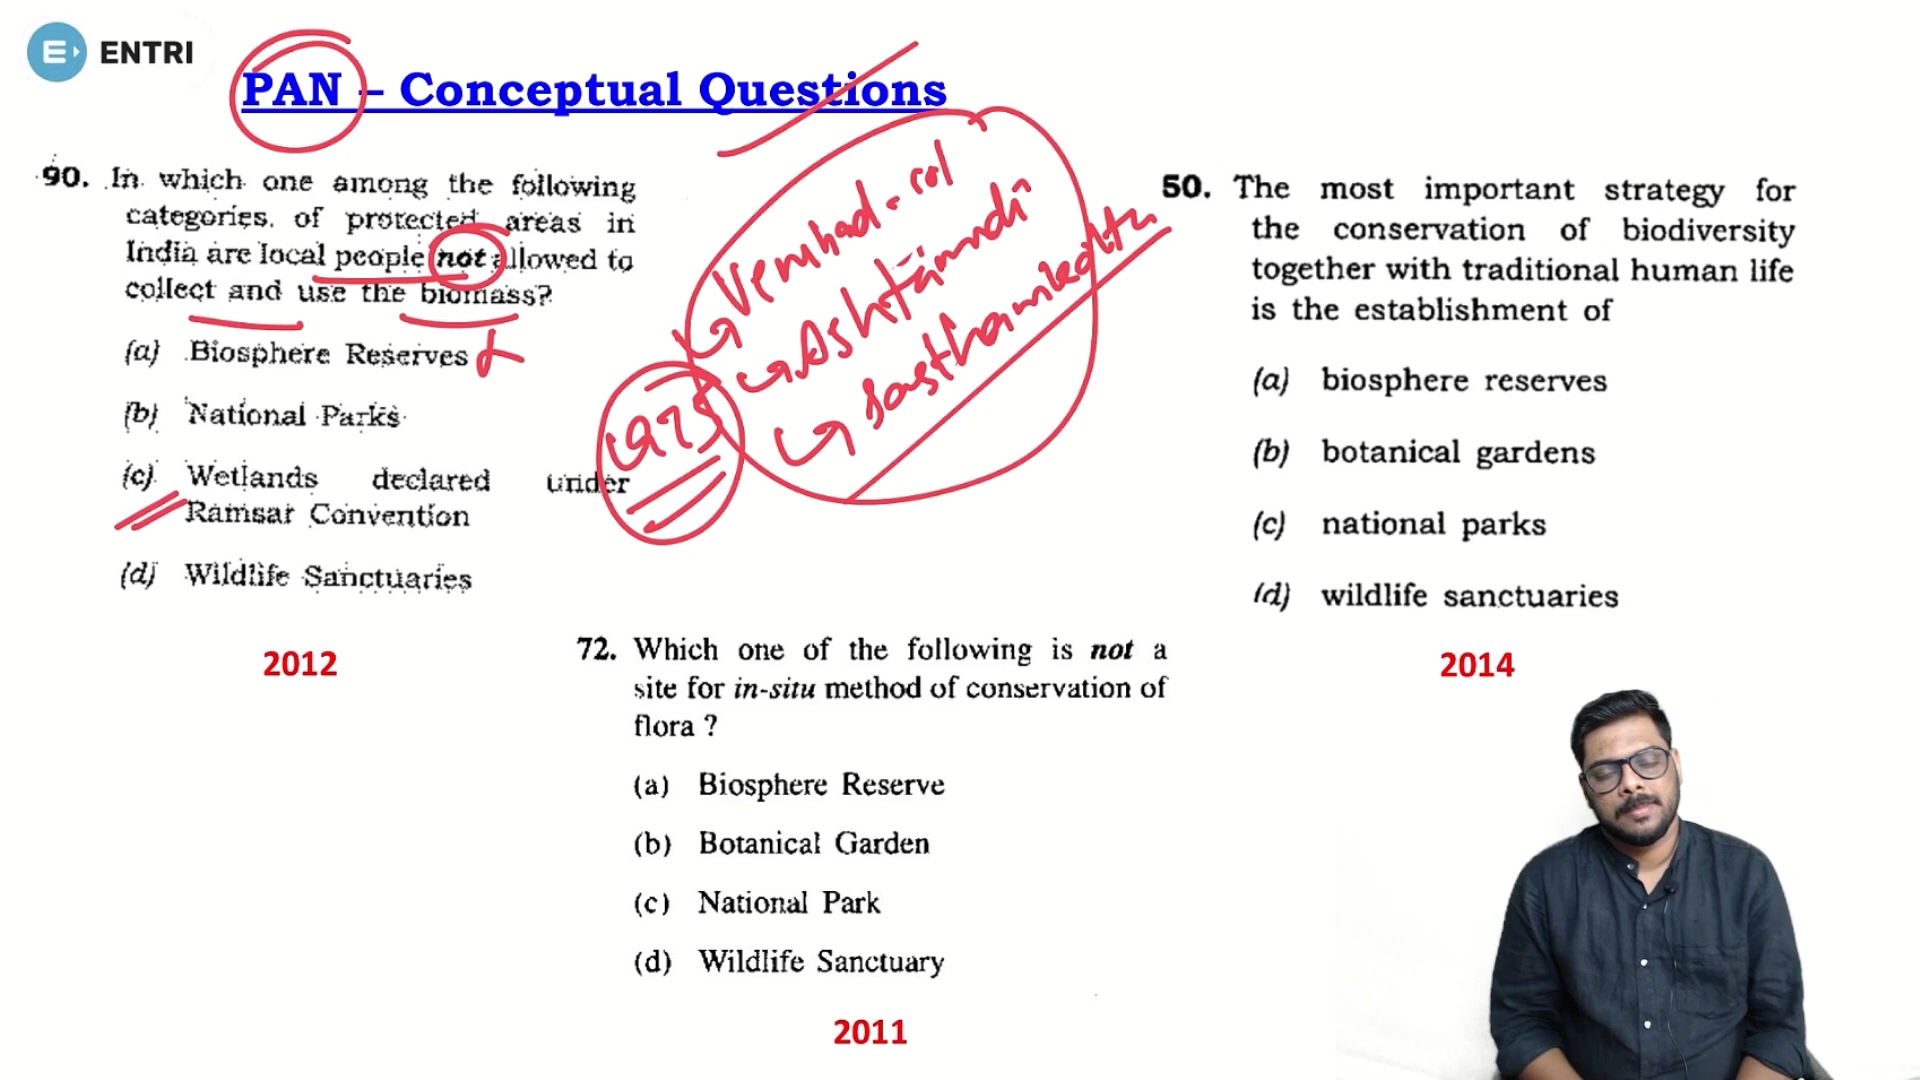 ENTRI
PAN – Conceptual Questions
90. In which one among the following
categories of protected areas in
India are local people not allowed to
collect and use the biomass?
(a) Biosphere Reserves
(b) National Parks
(c) Wetlands declared under
Ramsar Convention
(d) Wildlife Sanctuaries
2012
1975
Vembad - col
Ashtamudi
72. Which one of the following is not a
site for in-situ method of conservation of
flora ?
(a) Biosphere Reserve
(b) Botanical Garden
(c) National Park
(d) Wildlife Sanctuary
2011
50. The most important strategy for
the conservation of biodiversity
together with traditional human life
is the establishment of
(a) biosphere reserves
(b) botanical gardens
(c) national parks
(d) wildlife sanctuaries
2014